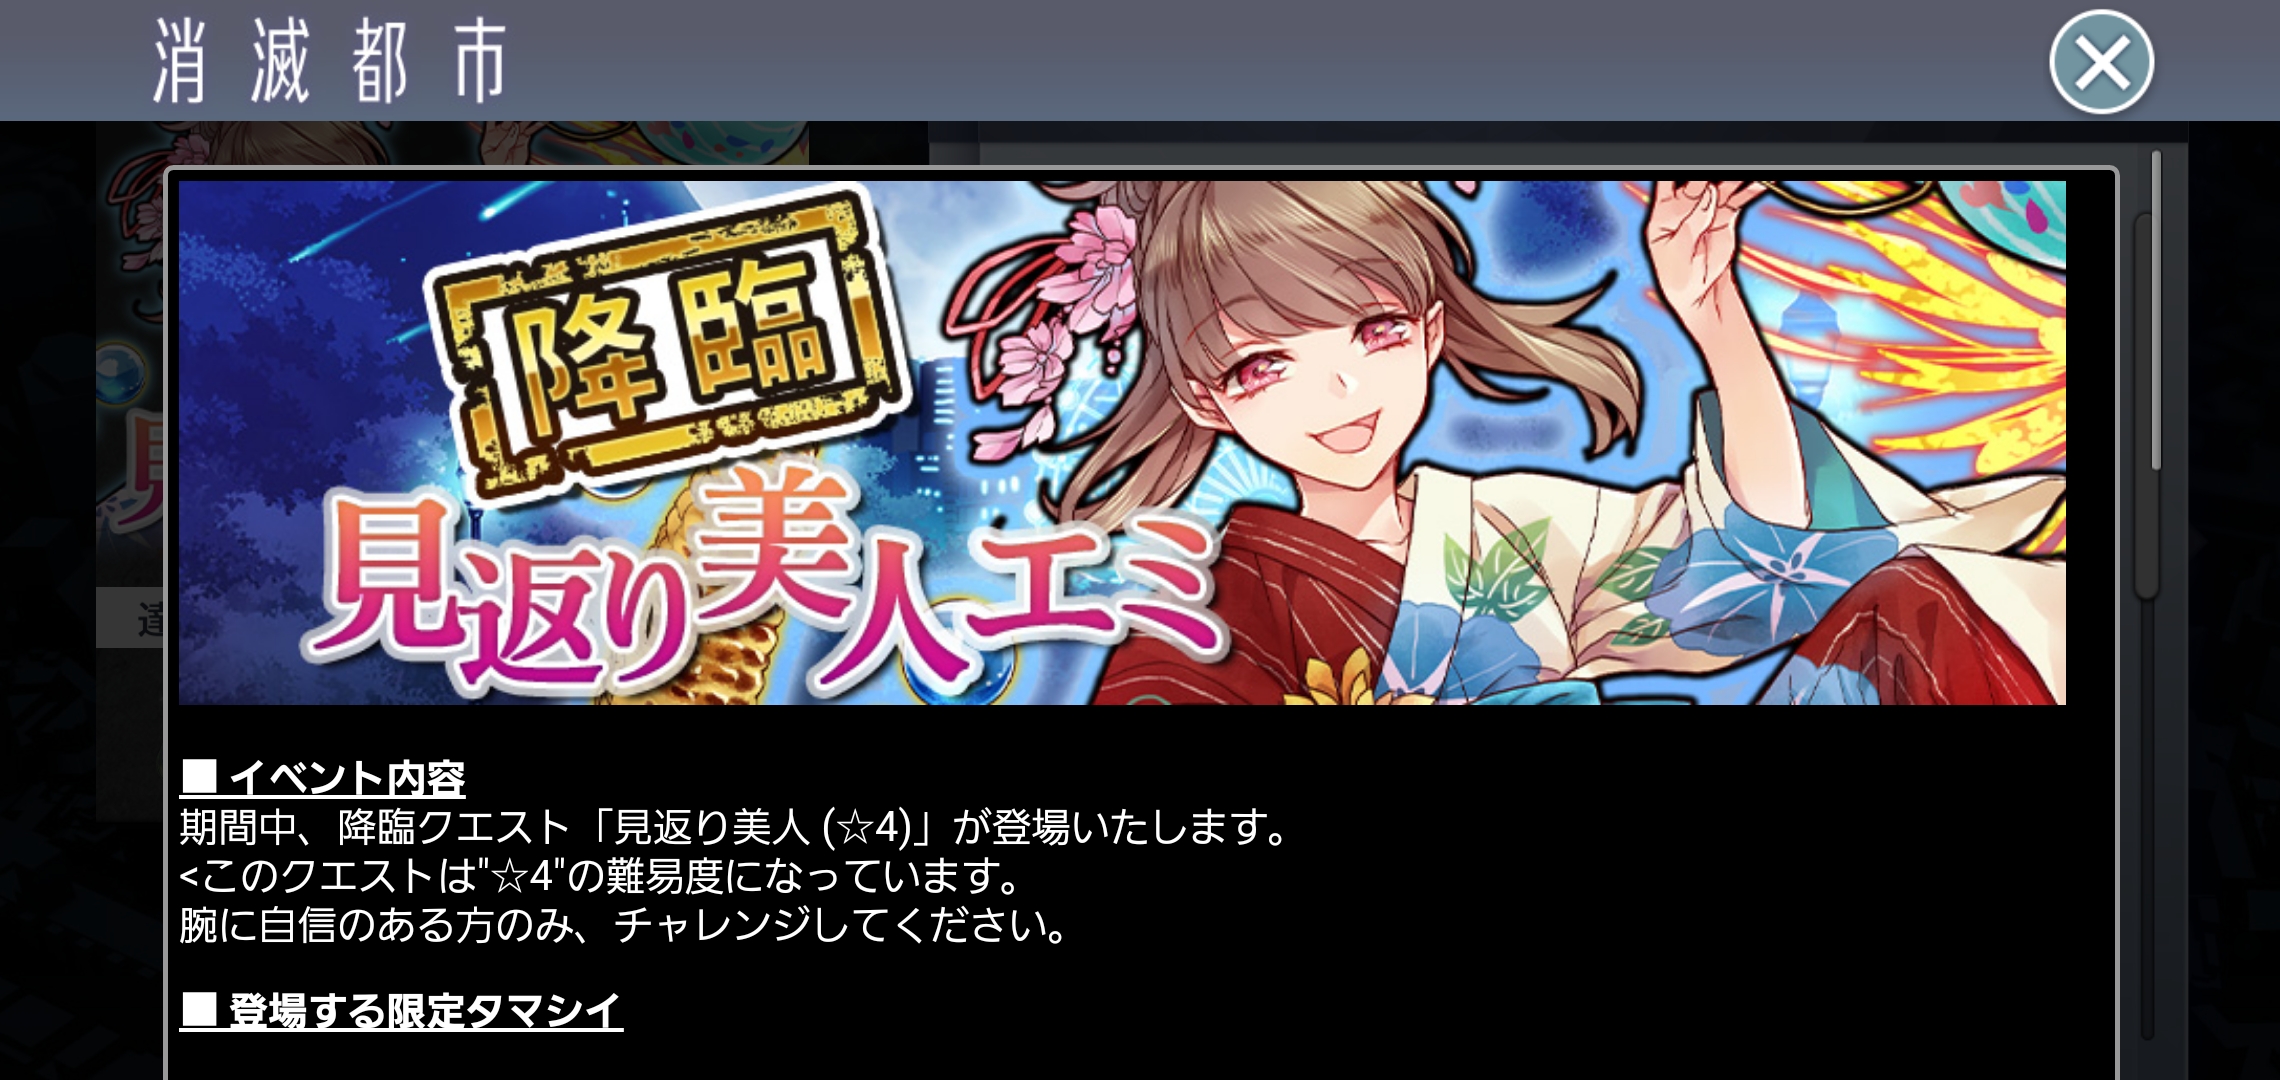 消滅都市
降臨
見返り美人エミ
■ イベント内容
期間中、降臨クエスト「見返り美人 (☆4)」が登場いたします。
<このクエストは"☆4"の難易度になっています。
腕に自信のある方のみ、チャレンジしてください。
■ 登場する限定タマシイ